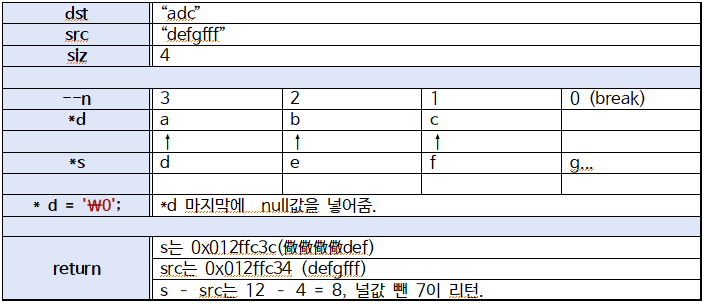 dst “adc”
src “defgfff”
siz 4
--n 3 2 1 0 (break)
*d a b c
↑ ↑ ↑
*s d e f g...
* d = '₩0'; *d 마지막에 null값을 넣어줌.
return
s는 0x012ffc3c(儆儆儆儆def)
src는 0x012ffc34 (defgfff)
s - src는 12 - 4 = 8, 널값 뺀 7이 리턴.